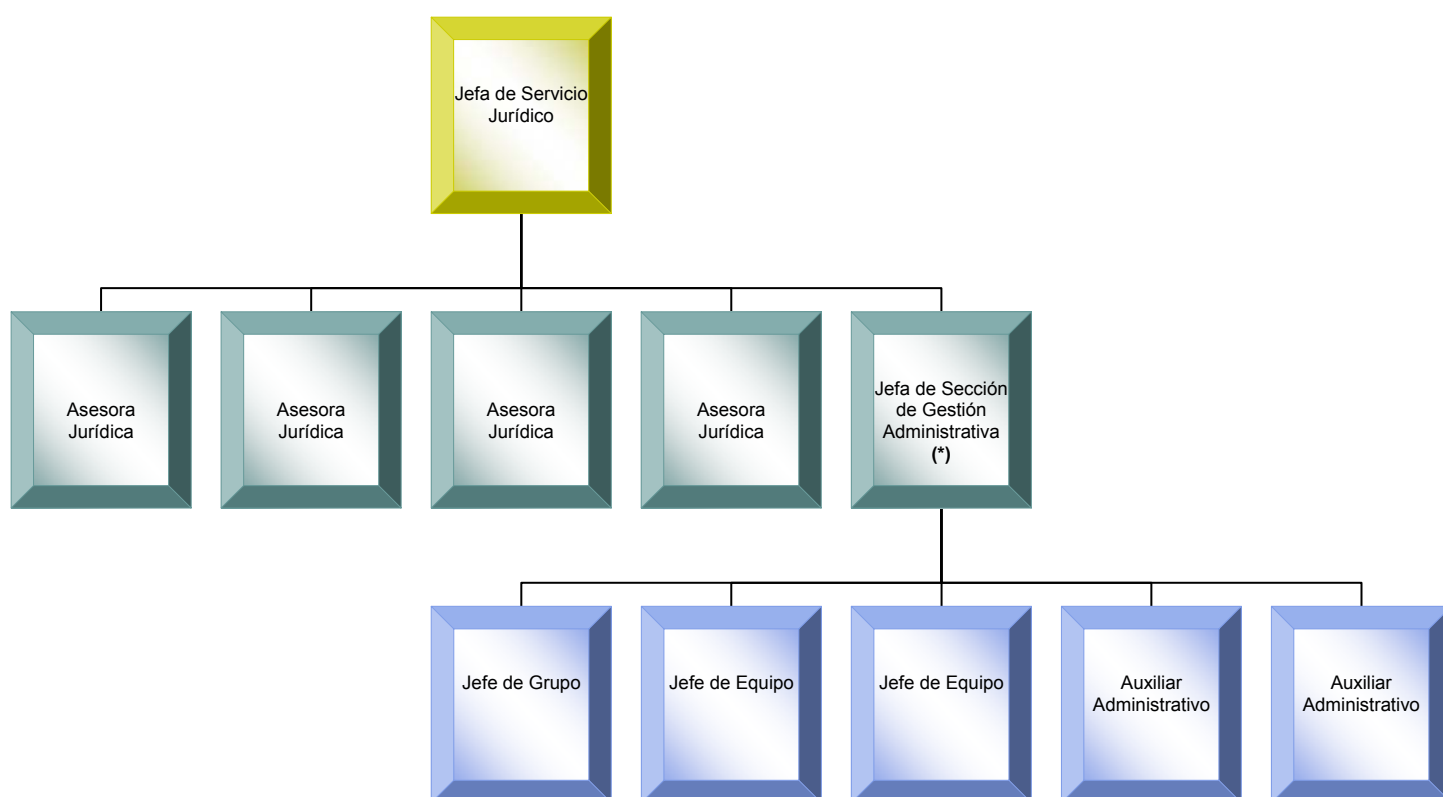 Jefa de Servicio
Jurídico
Asesora
Jurídica
Asesora
Jurídica
Asesora
Jurídica
Asesora
Jurídica
Jefa de Sección
de Gestión
Administrativa
(*)
Jefe de Grupo
Jefe de Equipo
Jefe de Equipo
Auxiliar
Administrativo
Auxiliar
Administrativo